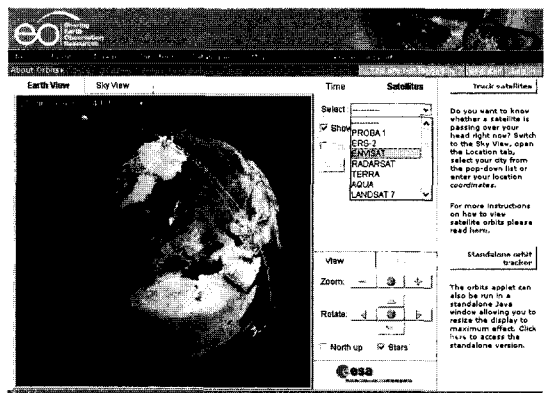 eo
Sharing
Earth
Observation
Resources
About Orbits
Earth View
Sky View
Time
Satellites
Select
Show
PROBA 1
ERS-2
ENVISAT
RADARSAT
TERRA
AQUA
LANDSAT 7
View
Zoom:
Rotate:
North up
Stars
esa
Track satellites
Do you want to know
whether a satellite is
passing over your
head right now? Switch
to the Sky View, open
the Location tab,
select your city from
the pop-down list or
enter your location
coordinates.
For more instructions
on how to view
satellite orbits please
read here.
Standalone orbit
tracker
The orbits applet can
also be run in a
standalone Java
window allowing you to
resize the display to
maximum effect. Click
here to access the
standalone version.